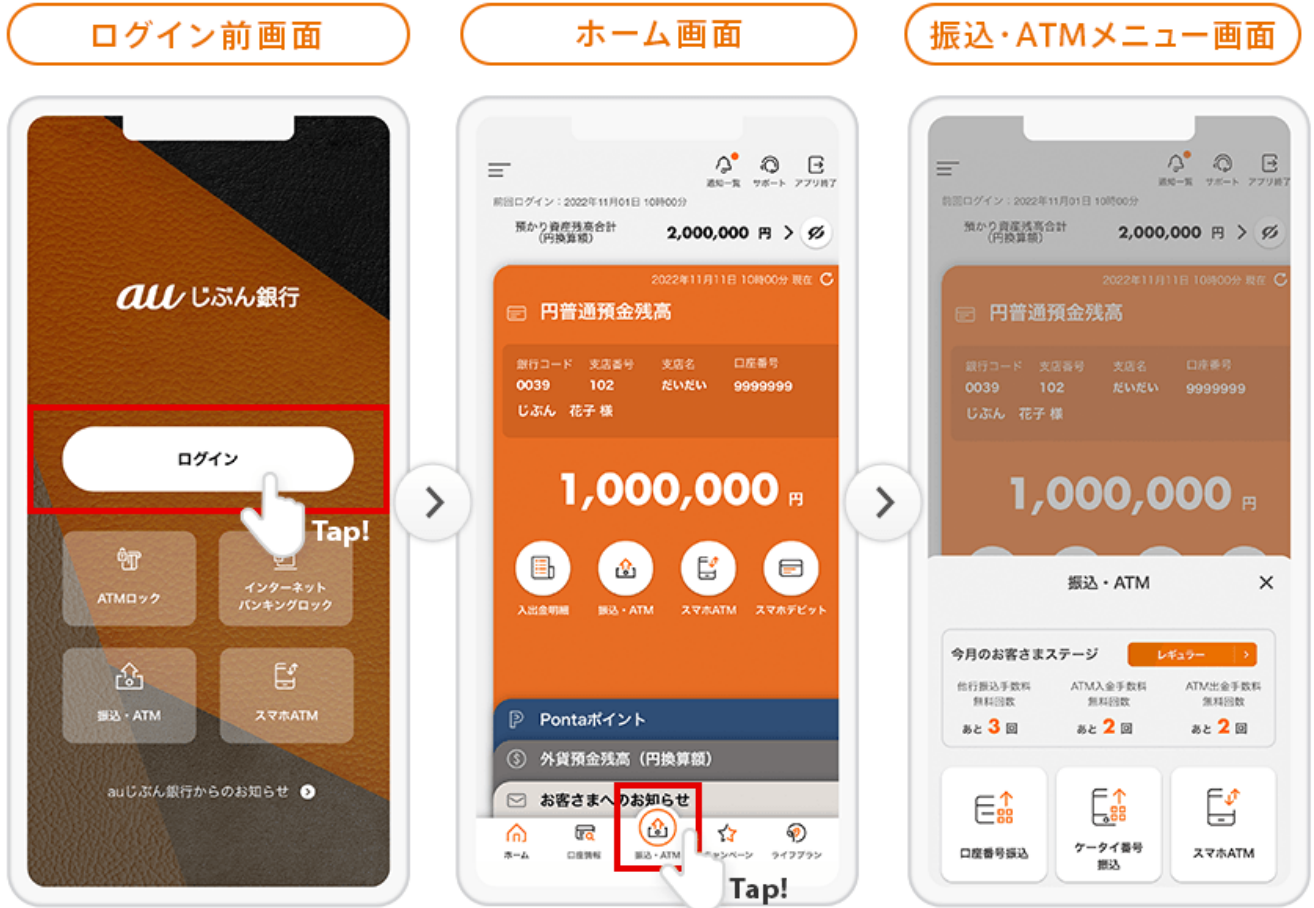 ログイン前画面
ホーム画面
振込・ATMメニュー画面
au じぶん銀行
ログイン
Tap!
ATMロック
インターネット
バンキングロック
振込・ATM
スマホATM
auじぶん銀行からのお知らせ
通知一覧
サポート
アプリ終了
前回ログイン：2022年11月01日 10時00分
預かり資産残高合計
(円換算額)
2,000,000 円
2022年11月11日 10時00分 現在
円普通預金残高
銀行コード 支店番号 支店名 口座番号
0039 102 だいだい 9999999
じぶん 花子 様
1,000,000 円
入出金明細
振込・ATM
スマホATM
スマホデビット
Pontaポイント
外貨預金残高（円換算額）
お客さまへのお知らせ
ホーム
口座情報
振込・ATM
ャンペーン
ライフプラン
Tap!
通知一覧
サポート
アプリ終了
前回ログイン：2022年11月01日 10時00分
預かり資産残高合計
(円換算額)
2,000,000 円
2022年11月11日 10時00分 現在
円普通預金残高
銀行コード 支店番号 支店名 口座番号
0039 102 だいだい 9999999
じぶん 花子 様
1,000,000 円
振込・ATM
今月のお客さまステージ
レギュラー
他行振込手数料
無料回数
あと 3 回
ATM入金手数料
無料回数
あと 2 回
ATM出金手数料
無料回数
あと 2 回
口座番号振込
ケータイ番号
振込
スマホATM